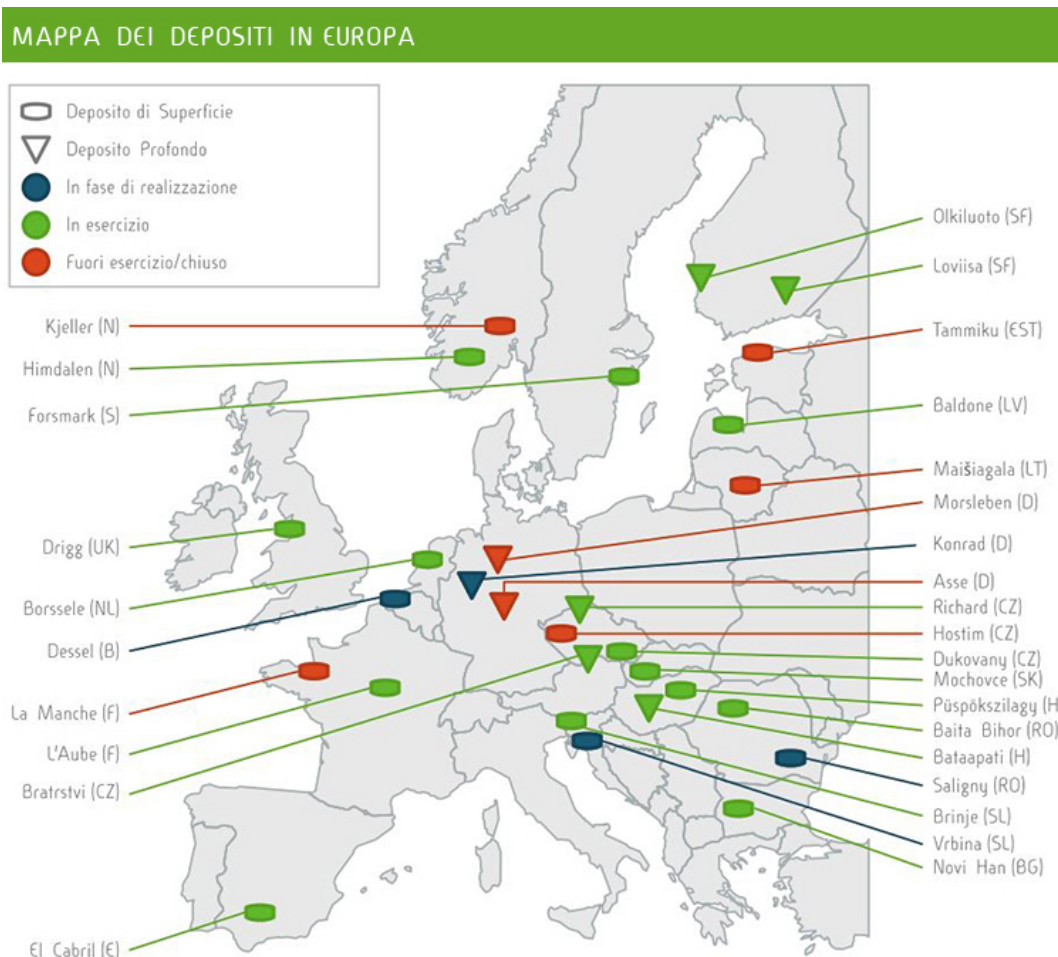 MAPPA DEI DEPOSITI IN EUROPA
Deposito di Superficie
Deposito Profondo
In fase di realizzazione
In esercizio
Fuori esercizio/chiuso
Kjeller (N)
Himdalen (N)
Forsmark (S)
Drigg (UK)
Borssele (NL)
Dessel (B)
La Manche (F)
L'Aube (F)
Bratrstvi (CZ)
El Cabril (E)
Olkiluoto (SF)
Loviisa (SF)
Tammiku (EST)
Baldone (LV)
Maišiagala (LT)
Morsleben (D)
Konrad (D)
Asse (D)
Richard (CZ)
Hostim (CZ)
Dukovany (CZ)
Mochovce (SK)
Püspökszilagy (H
Baita Bihor (RO)
Bataapati (H)
Saligny (RO)
Brinje (SL)
Vrbina (SL)
Novi Han (BG)